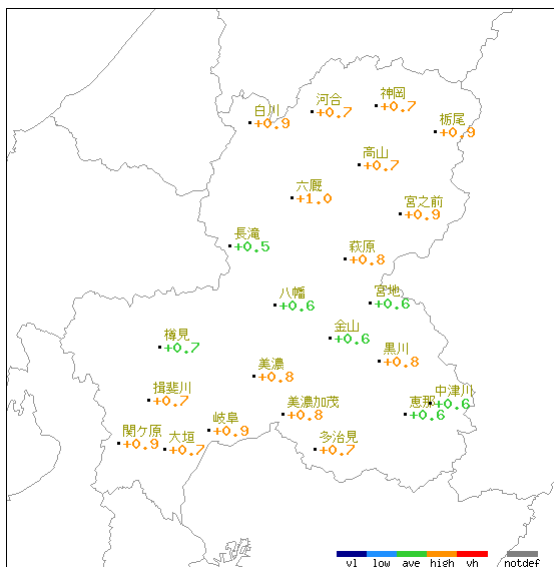 神岡
+0.7
河合
+0.7
白川
+0.9
栃尾
+0.9
高山
+0.7
六厩
+1.0
宮之前
+0.9
長滝
+0.5
萩原
+0.8
八幡
+0.6
宮地
+0.6
金山
+0.6
樽見
+0.7
黒川
+0.8
美濃
+0.8
揖斐川
+0.7
中津川
+0.6
美濃加茂
+0.8
恵那
+0.6
岐阜
+0.9
関ケ原
+0.9
大垣
+0.7
多治見
+0.7
vl low ave high vh notdef